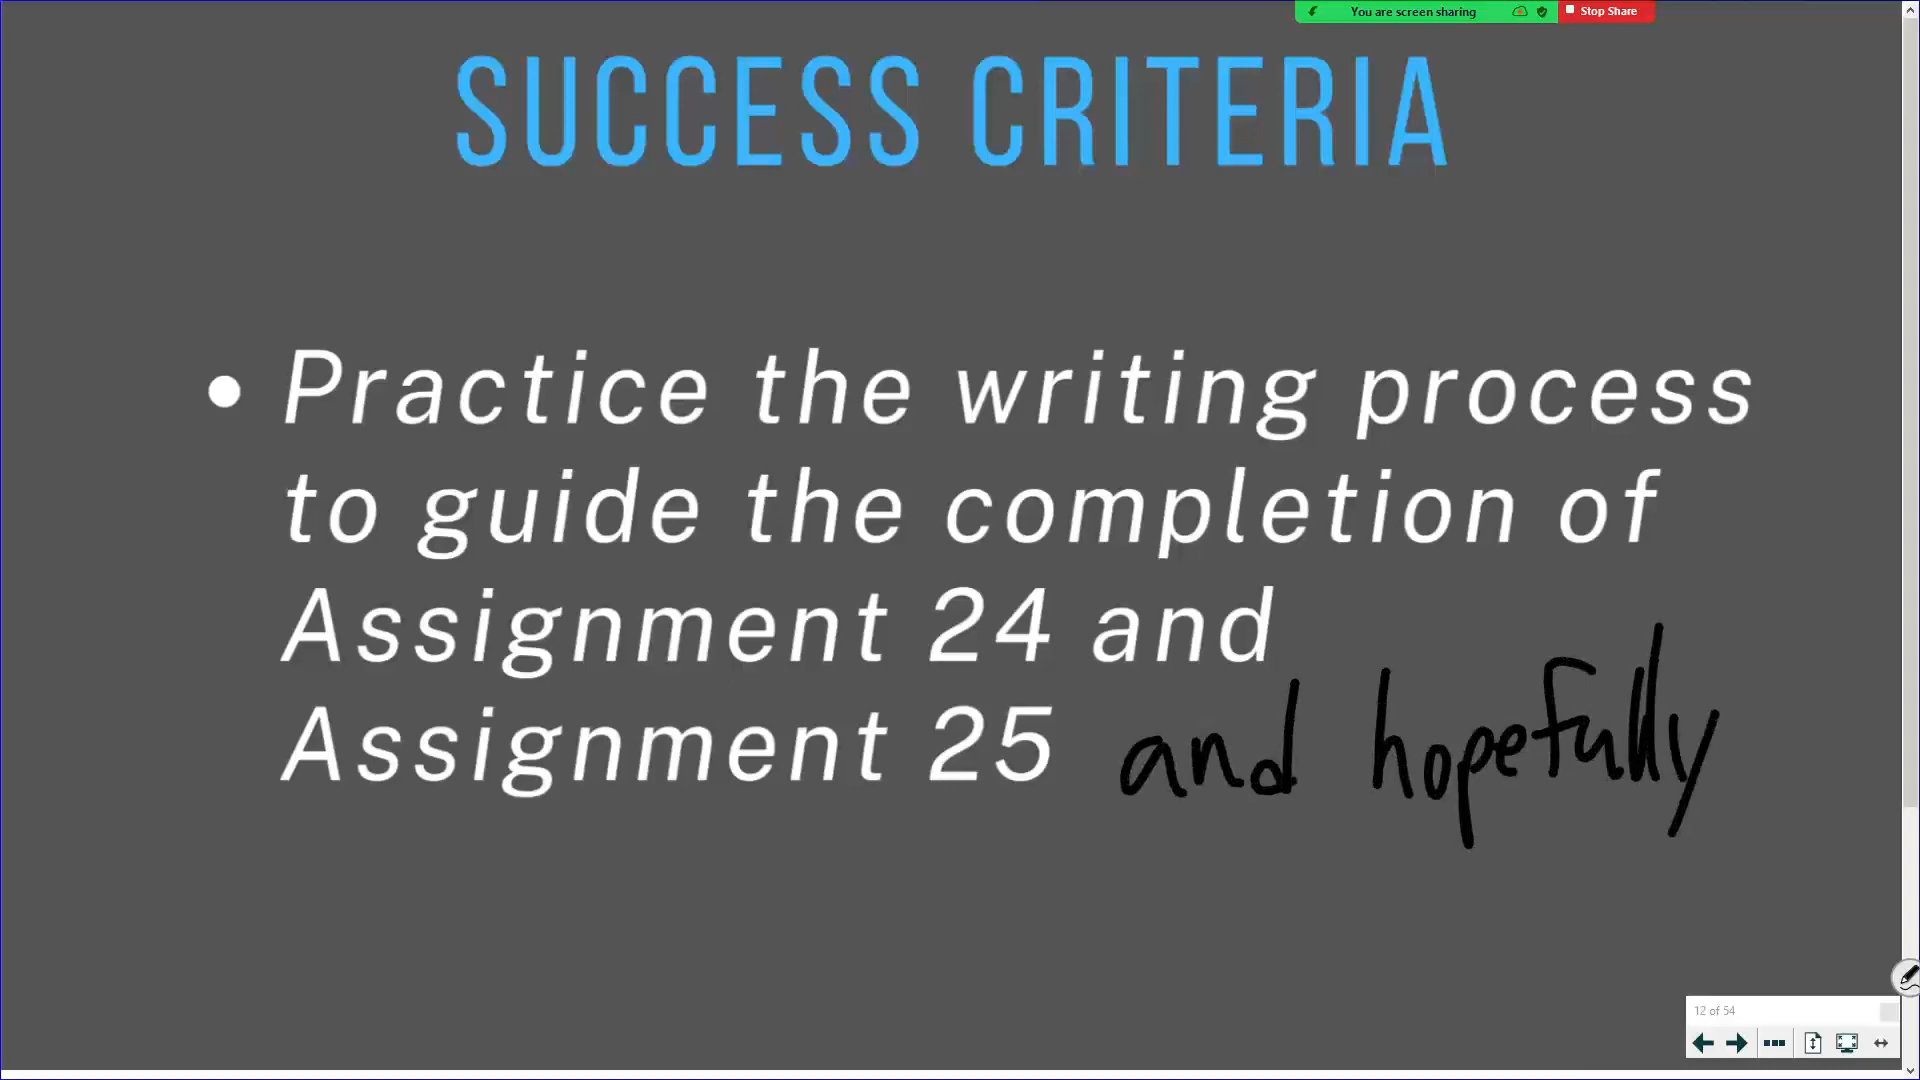 You are screen sharing Stop Share
SUCCESS CRITERIA
• Practice the writing process
to guide the completion of
Assignment 24 and
Assignment 25 and hopefully
12 of 54